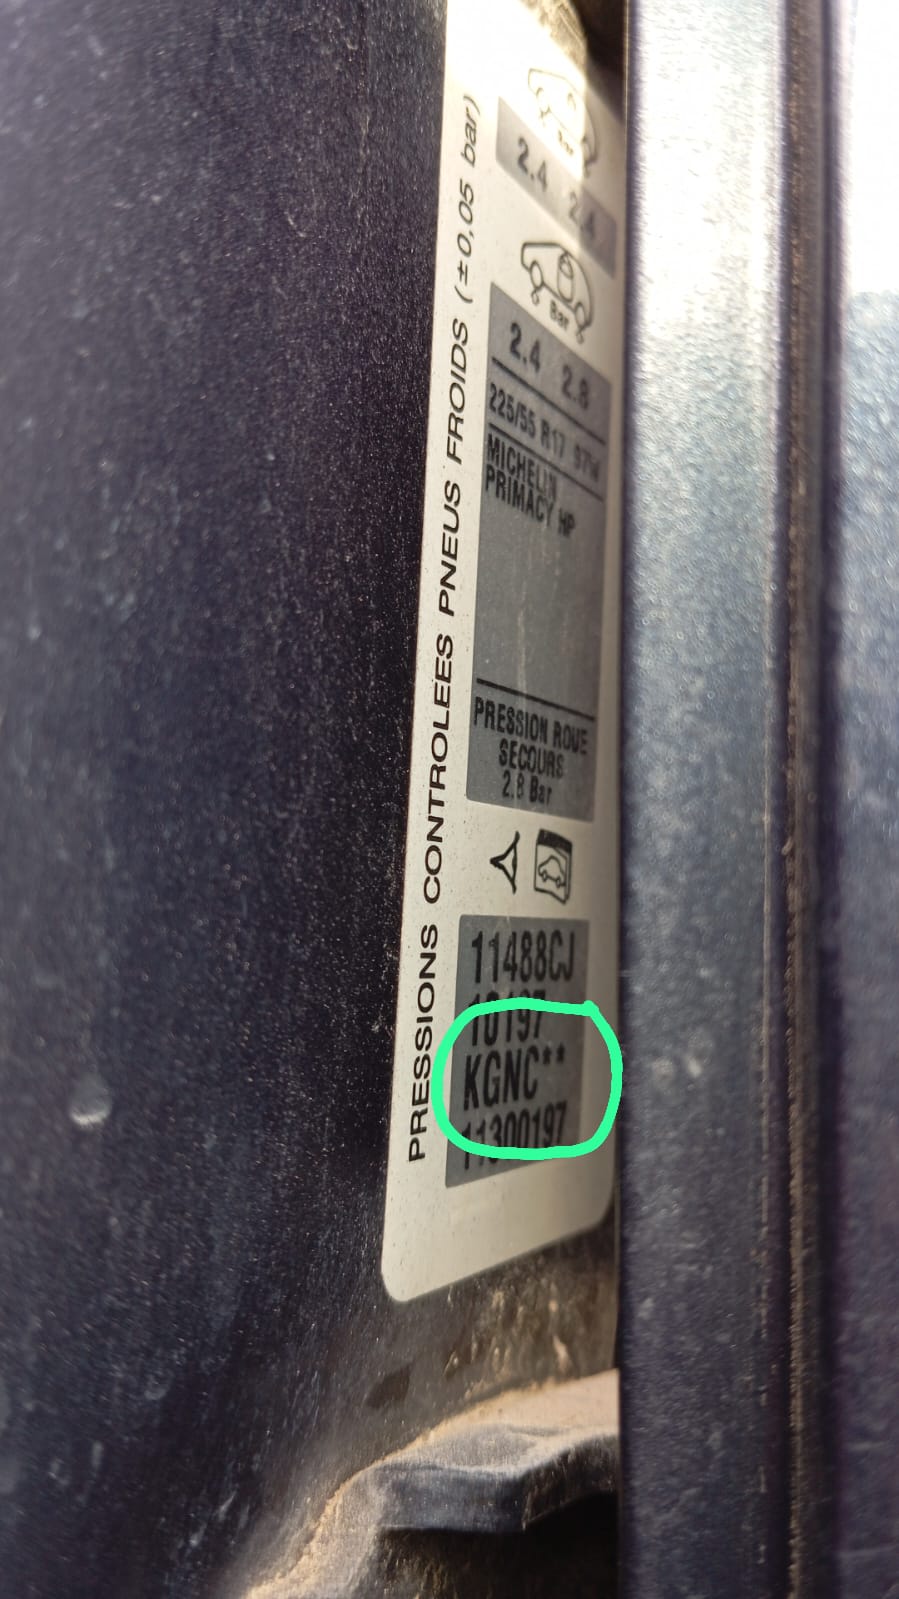 PRESSIONS CONTROLEES PNEUS FROIDS (±0,05 bar)
Bar
2.4 2.4
Bar
2.4 2.8
225/55 R17 97W
MICHELIN
PRIMACY HP
PRESSION ROUE
SECOURS
2.8 Bar
11488CJ
10197
KGNC**
11300197